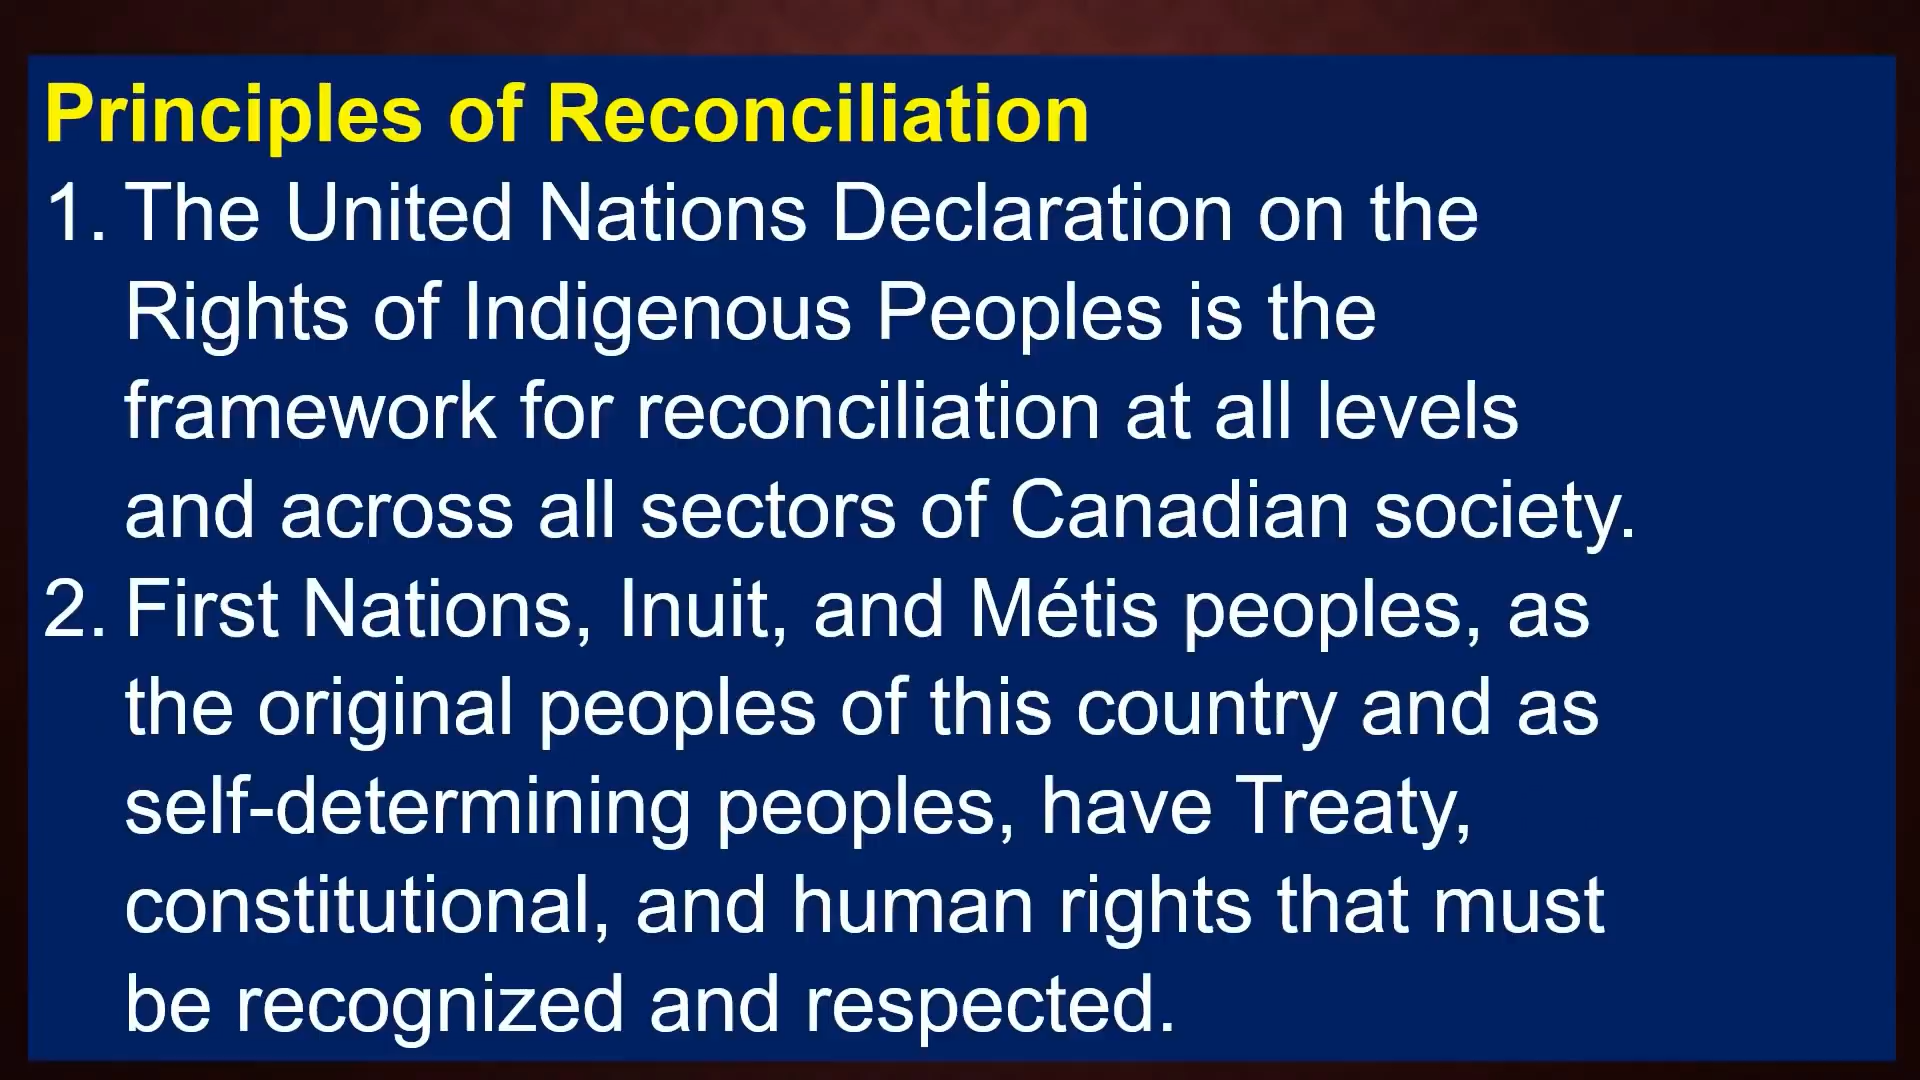 Principles of Reconciliation
1. The United Nations Declaration on the
Rights of Indigenous Peoples is the
framework for reconciliation at all levels
and across all sectors of Canadian society.
2. First Nations, Inuit, and Métis peoples, as
the original peoples of this country and as
self-determining peoples, have Treaty,
constitutional, and human rights that must
be recognized and respected.